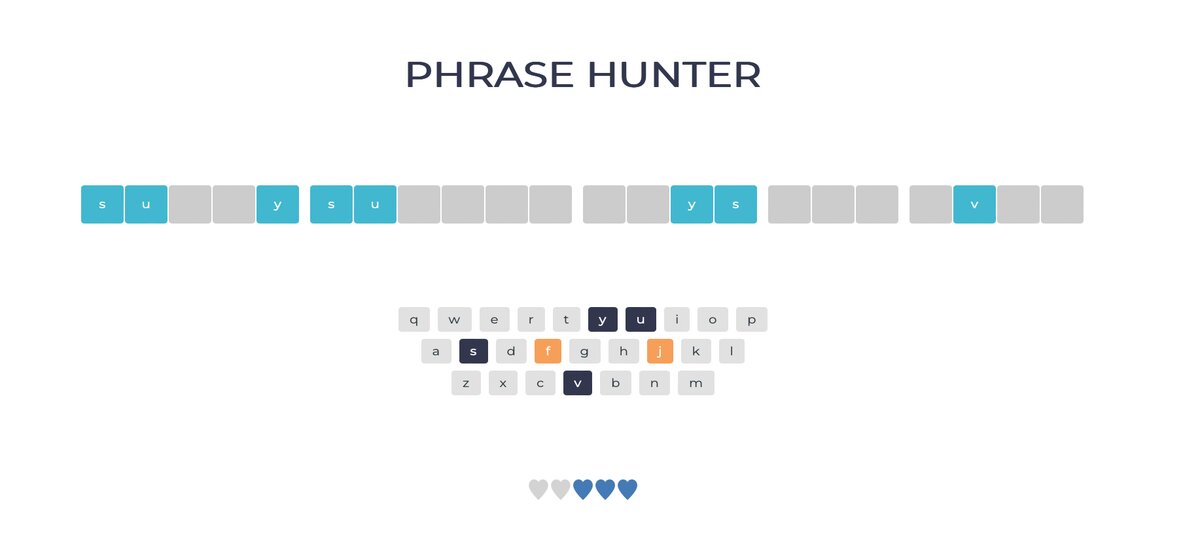 PHRASE HUNTER
s u y s u y s v
q w e r t y u i o p
a s d f g h j k l
z x c v b n m